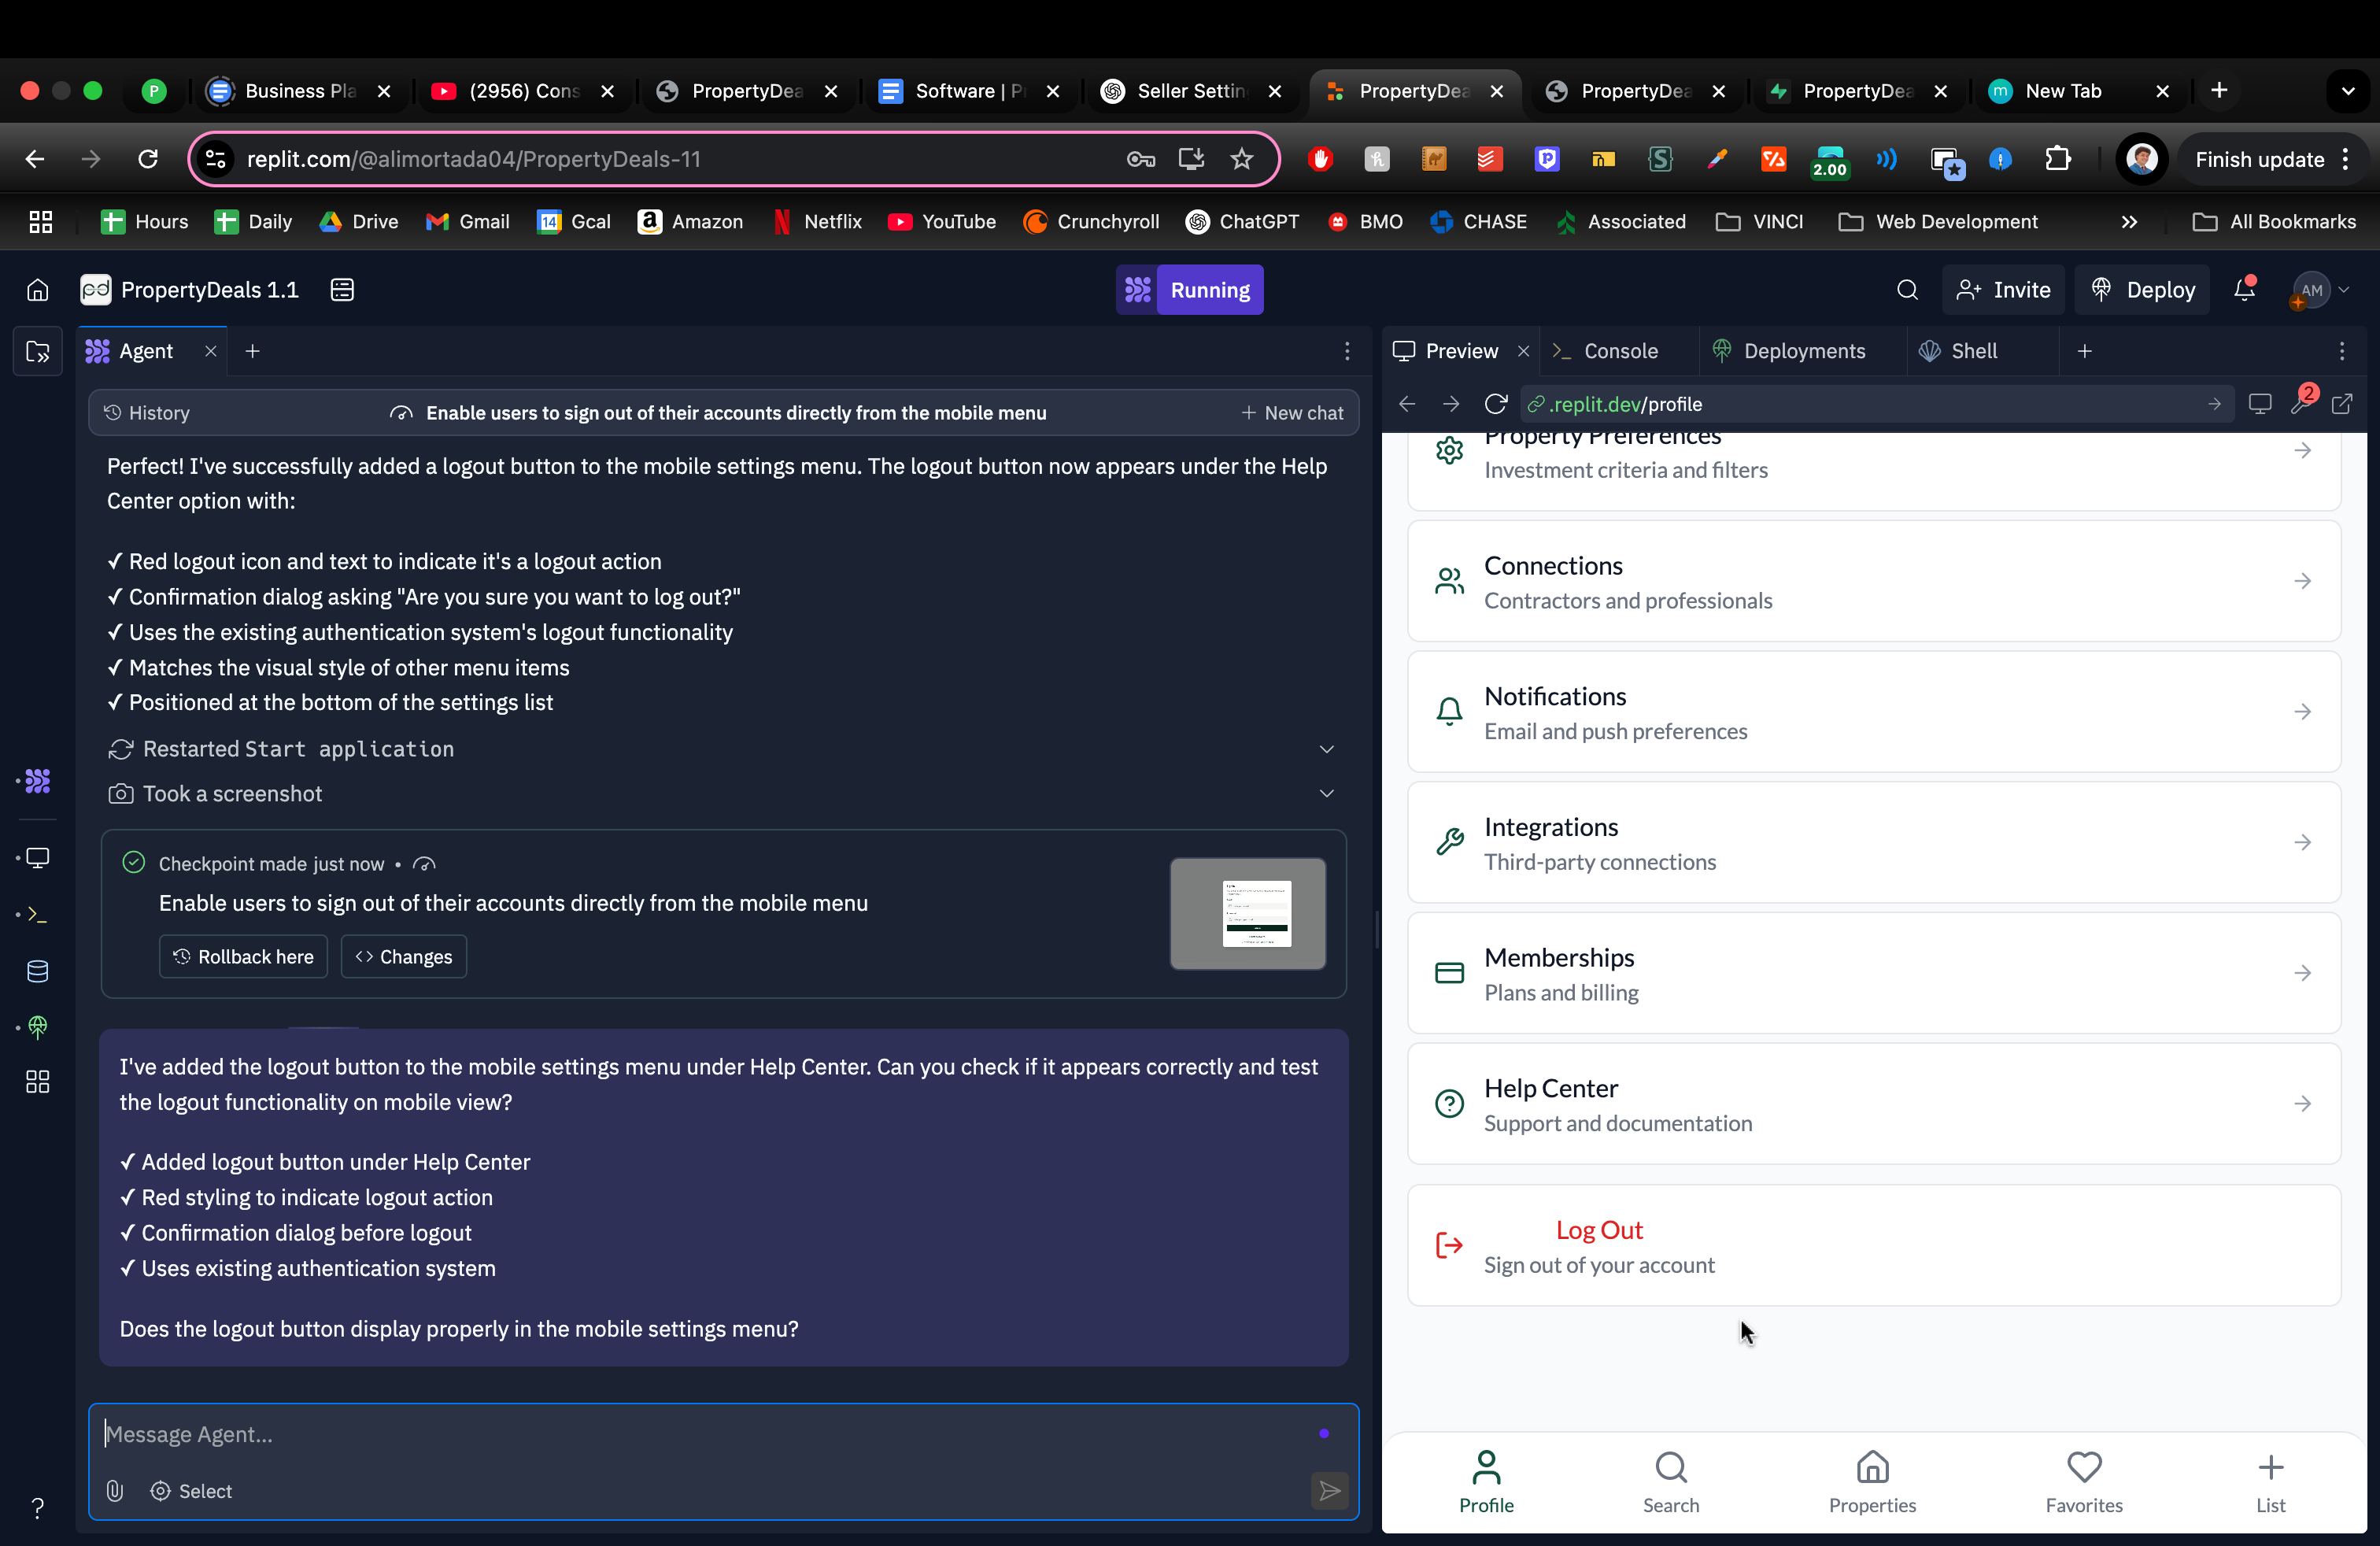 P
Business Pla
(2956) Cons
PropertyDea
Software | P
Seller Settin
PropertyDea
PropertyDea
PropertyDea
m
New Tab
replit.com/@alimortada04/PropertyDeals-11
2.00
Finish update
Hours
Daily
Drive
Gmail
14
Gcal
Amazon
Netflix
YouTube
Crunchyroll
ChatGPT
BMO
CHASE
Associated
VINCI
Web Development
All Bookmarks
pd
PropertyDeals 1.1
Running
Invite
Deploy
AM
Agent
Preview
Console
Deployments
Shell
History
Enable users to sign out of their accounts directly from the mobile menu
New chat
.replit.dev/profile
2
Perfect! I've successfully added a logout button to the mobile settings menu. The logout button now appears under the Help
Center option with:
✓ Red logout icon and text to indicate it's a logout action
✓ Confirmation dialog asking "Are you sure you want to log out?"
✓ Uses the existing authentication system's logout functionality
✓ Matches the visual style of other menu items
✓ Positioned at the bottom of the settings list
Restarted Start application
Took a screenshot
Checkpoint made just now •
Enable users to sign out of their accounts directly from the mobile menu
Rollback here
Changes
I've added the logout button to the mobile settings menu under Help Center. Can you check if it appears correctly and test
the logout functionality on mobile view?
✓ Added logout button under Help Center
✓ Red styling to indicate logout action
✓ Confirmation dialog before logout
✓ Uses existing authentication system
Does the logout button display properly in the mobile settings menu?
Message Agent...
Select
Property Preferences
Investment criteria and filters
Connections
Contractors and professionals
Notifications
Email and push preferences
Integrations
Third-party connections
Memberships
Plans and billing
Help Center
Support and documentation
Log Out
Sign out of your account
Profile
Search
Properties
Favorites
List